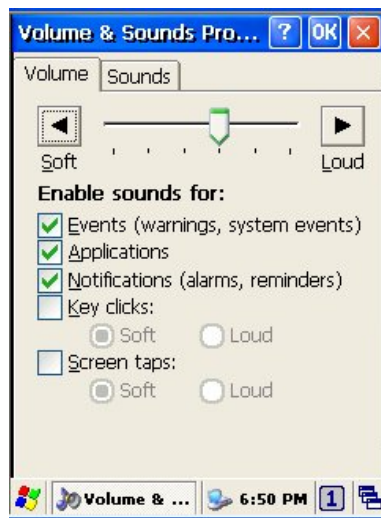 Volume & Sounds Pro... ? OK
Volume Sounds
Soft Loud
Enable sounds for:
Events (warnings, system events)
Applications
Notifications (alarms, reminders)
Key clicks:
Soft Loud
Screen taps:
Soft Loud
Volume & ... 6:50 PM 1